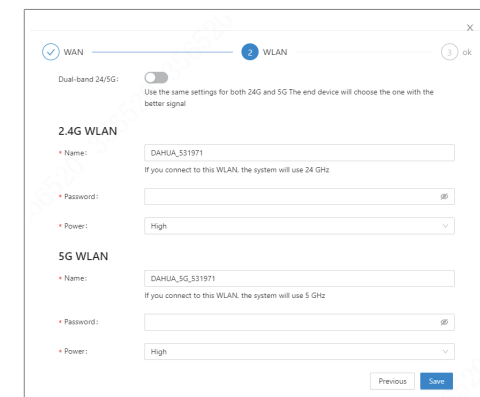 X
WAN 2 WLAN 3 ok
Dual-band 24/5G:
Use the same settings for both 24G and 5G The end device will choose the one with the
better signal
2.4G WLAN
* Name: DAHUA_531971
If you connect to this WLAN, the system will use 24 GHz
* Password:
* Power: High
5G WLAN
* Name: DAHUA_5G_531971
If you connect to this WLAN, the system will use 5 GHz
* Password:
* Power: High
Previous Save